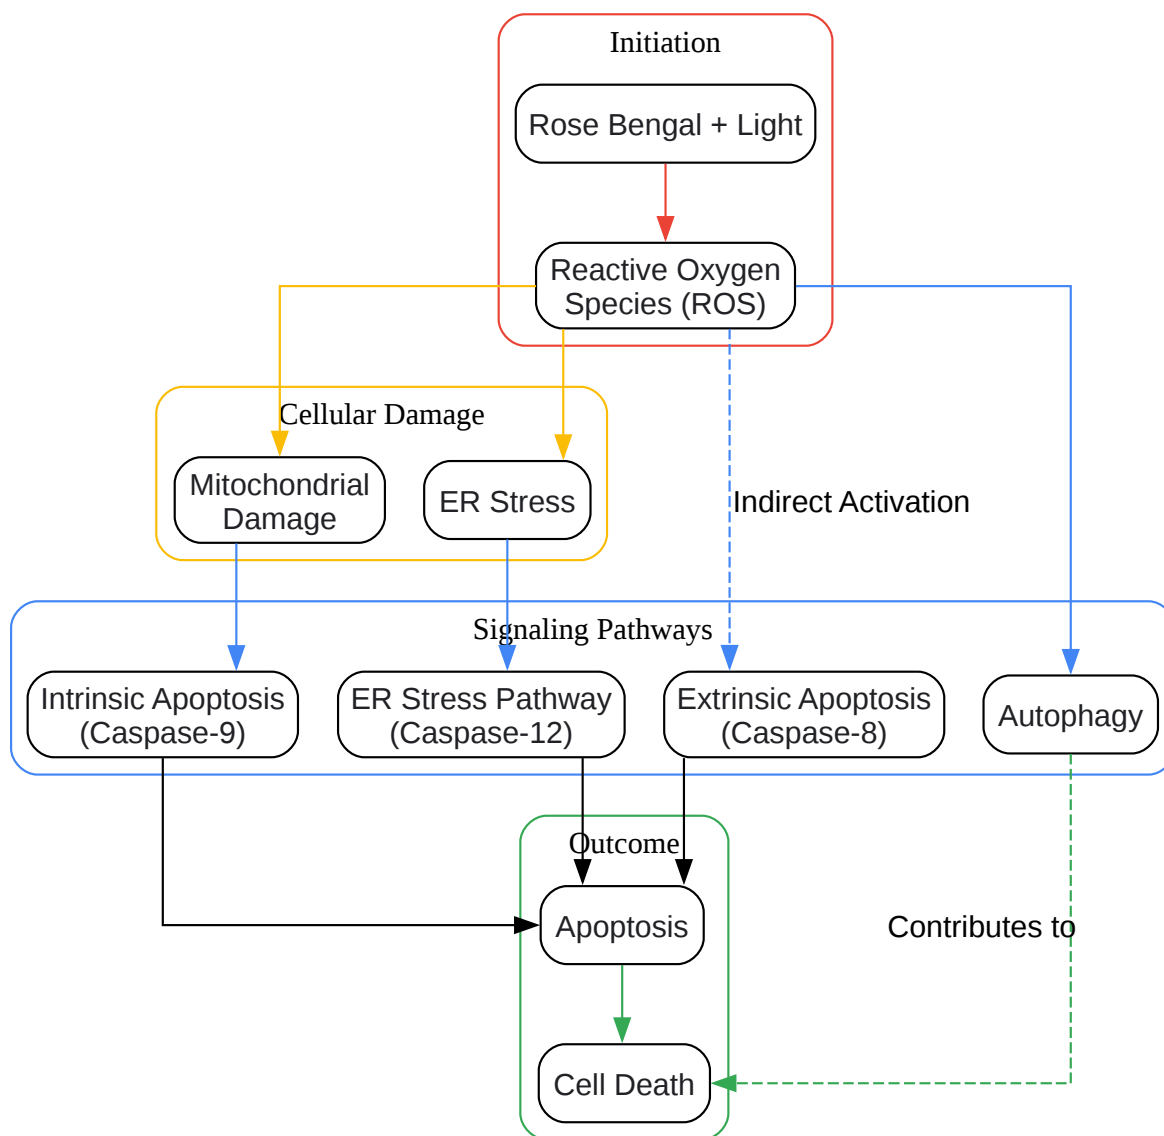 Initiation
Rose Bengal + Light
Reactive Oxygen
Species (ROS)
Cellular Damage
Mitochondrial
Damage
ER Stress
Indirect Activation
Signaling Pathways
Intrinsic Apoptosis
(Caspase-9)
ER Stress Pathway
(Caspase-12)
Extrinsic Apoptosis
(Caspase-8)
Autophagy
Outcome
Apoptosis
Contributes to
Cell Death